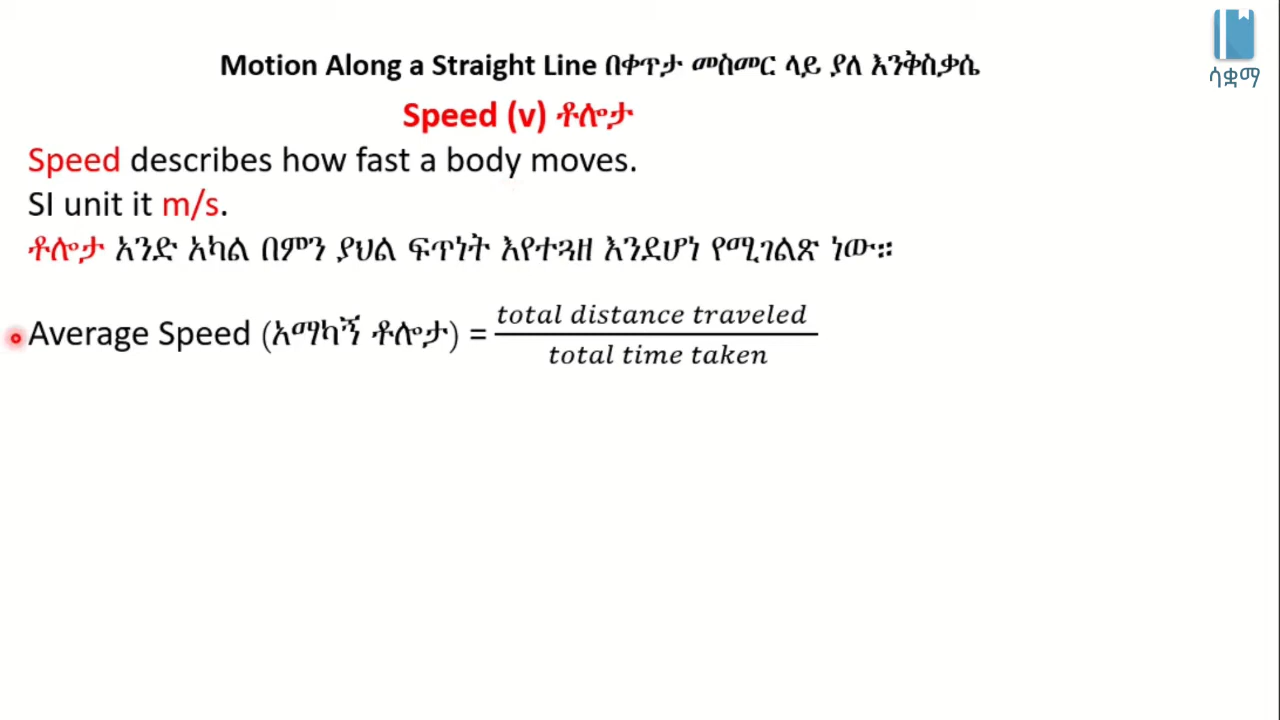 Motion Along a Straight Line በቀጥታ መስመር ላይ ያለ እንቅስቃሴ
ሳቋማ
Speed (v) ቶሎታ
Speed describes how fast a body moves.
SI unit it m/s.
ቶሎታ አንድ አካል በምን ያህል ፍጥነት እየተጓዘ እንደሆነ የሚገልጽ ነው።
Average Speed (አማካኝ ቶሎታ) = total distance traveled
total time taken